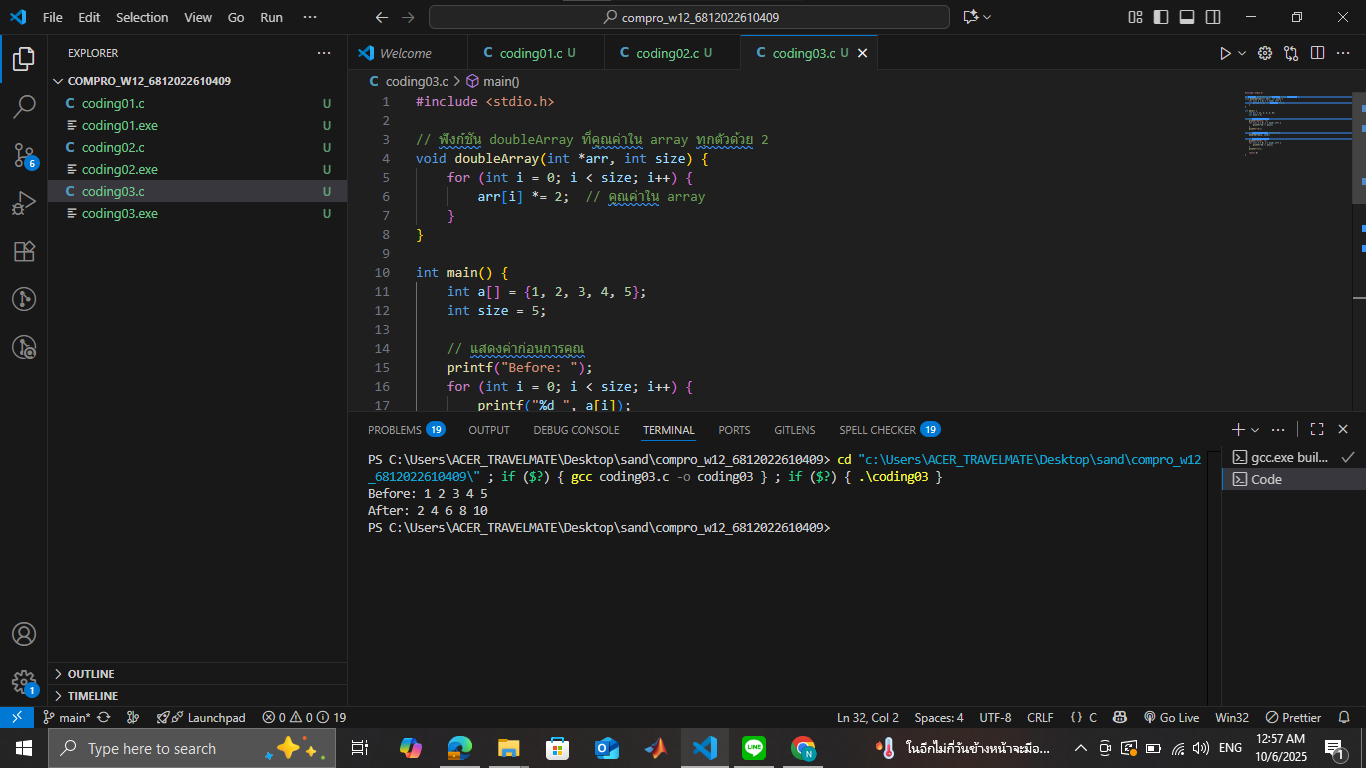 File Edit Selection View Go Run ···
compro_w12_6812022610409
EXPLORER
COMPRO_W12_6812022610409
coding01.c U
coding01.exe U
coding02.c U
coding02.exe U
coding03.c U
coding03.exe U
OUTLINE
TIMELINE
6
1
Welcome
coding01.c U
coding02.c U
coding03.c U
coding03.c > main()
1 #include <stdio.h>
2
3 // ฟังก์ชัน doubleArray ที่คูณค่าใน array ทุกตัวด้วย 2
4 void doubleArray(int *arr, int size) {
5 for (int i = 0; i < size; i++) {
6 arr[i] *= 2; // คูณค่าใน array
7 }
8 }
9
10 int main() {
11 int a[] = {1, 2, 3, 4, 5};
12 int size = 5;
13
14 // แสดงค่าก่อนการคูณ
15 printf("Before: ");
16 for (int i = 0; i < size; i++) {
17 printf("%d ", a[i]);
PROBLEMS 19 OUTPUT DEBUG CONSOLE TERMINAL PORTS GITLENS SPELL CHECKER 19
PS C:\Users\ACER_TRAVELMATE\Desktop\sand\compro_w12_6812022610409> cd "c:\Users\ACER_TRAVELMATE\Desktop\sand\compro_w12
_6812022610409\" ; if ($?) { gcc coding03.c -o coding03 } ; if ($?) { .\coding03 }
Before: 1 2 3 4 5
After: 2 4 6 8 10
PS C:\Users\ACER_TRAVELMATE\Desktop\sand\compro_w12_6812022610409>
gcc.exe buil...
Code
main* Launchpad 0 0 19 Ln 32, Col 2 Spaces: 4 UTF-8 CRLF {} C Go Live Win32 Prettier
Type here to search
ในอีกไม่กี่วันข้างหน้าจะมีอ...
ENG
12:57 AM
10/6/2025
1